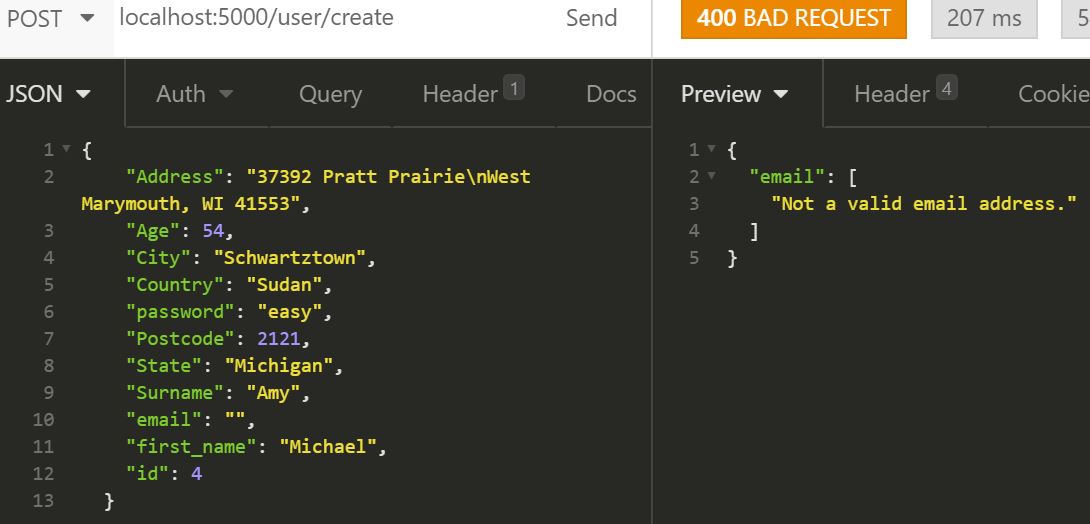 POST localhost:5000/user/create Send 400 BAD REQUEST 207 ms 5
JSON Auth Query Header 1 Docs Preview Header 4 Cookie
1 {
2 "Address": "37392 Pratt Prairie\nWest
Marymouth, WI 41553",
3 "Age": 54,
4 "City": "Schwartztown",
5 "Country": "Sudan",
6 "password": "easy",
7 "Postcode": 2121,
8 "State": "Michigan",
9 "Surname": "Amy",
10 "email": "",
11 "first_name": "Michael",
12 "id": 4
13 }
1 {
2 "email": [
3 "Not a valid email address."
4 ]
5 }